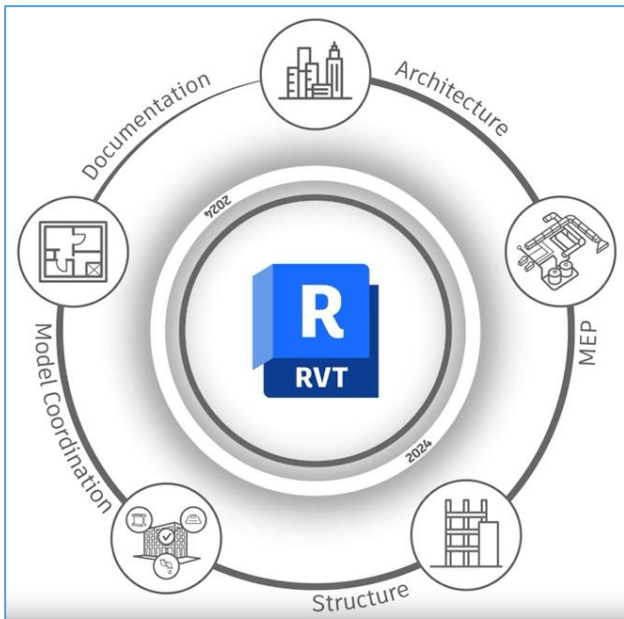 Documentation
Architecture
2024
R
RVT
MEP
Model Coordination
2024
Structure